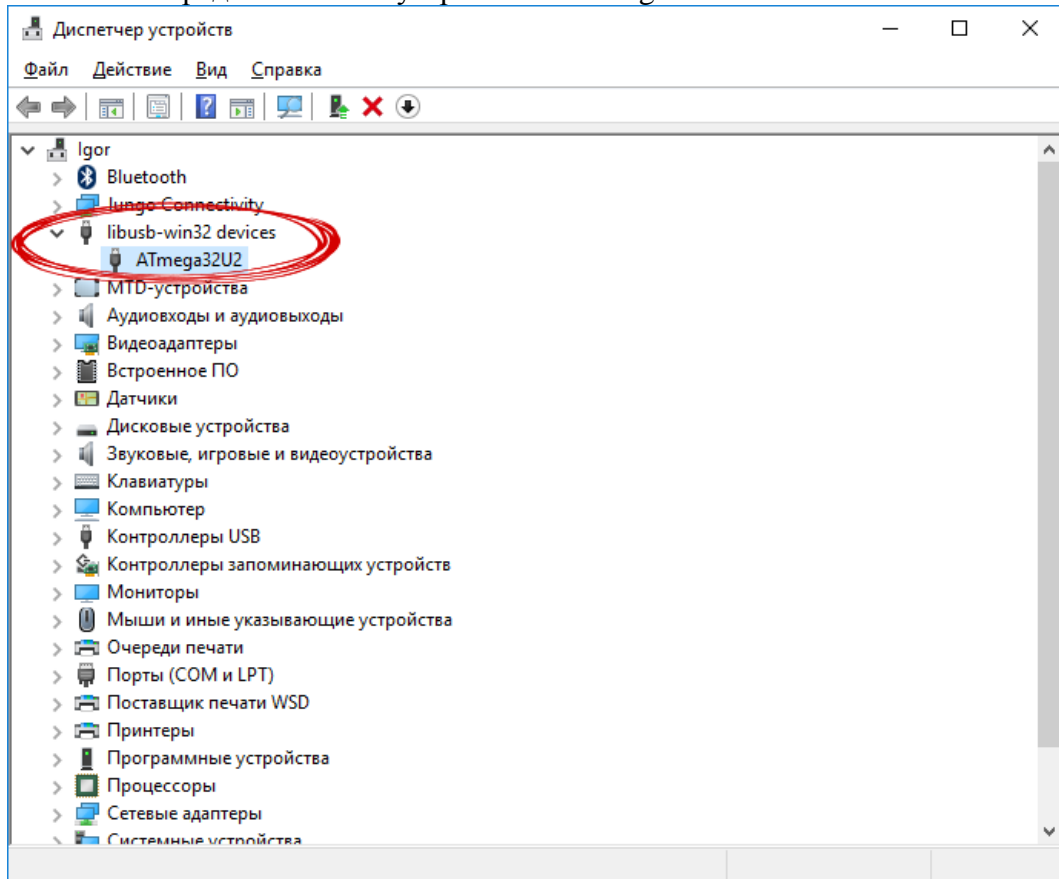 Диспетчер устройств
Файл Действие Вид Справка
Igor
Bluetooth
Jungo Connectivity
libusb-win32 devices
ATmega32U2
MTD-устройства
Аудиовходы и аудиовыходы
Видеоадаптеры
Встроенное ПО
Датчики
Дисковые устройства
Звуковые, игровые и видеоустройства
Клавиатуры
Компьютер
Контроллеры USB
Контроллеры запоминающих устройств
Мониторы
Мыши и иные указывающие устройства
Очереди печати
Порты (COM и LPT)
Поставщик печати WSD
Принтеры
Программные устройства
Процессоры
Сетевые адаптеры
Системные устройства